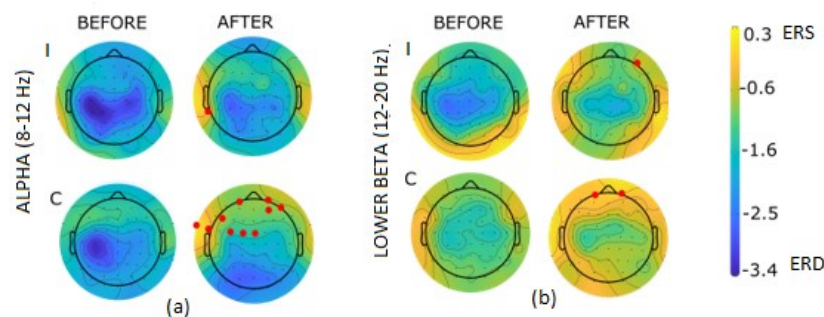 BEFORE AFTER BEFORE AFTER
I I
ALPHA (8-12 Hz)
LOWER BETA (12-20 Hz).
C C
0.3 ERS
-0.6
-1.6
-2.5
-3.4 ERD
(a) (b)